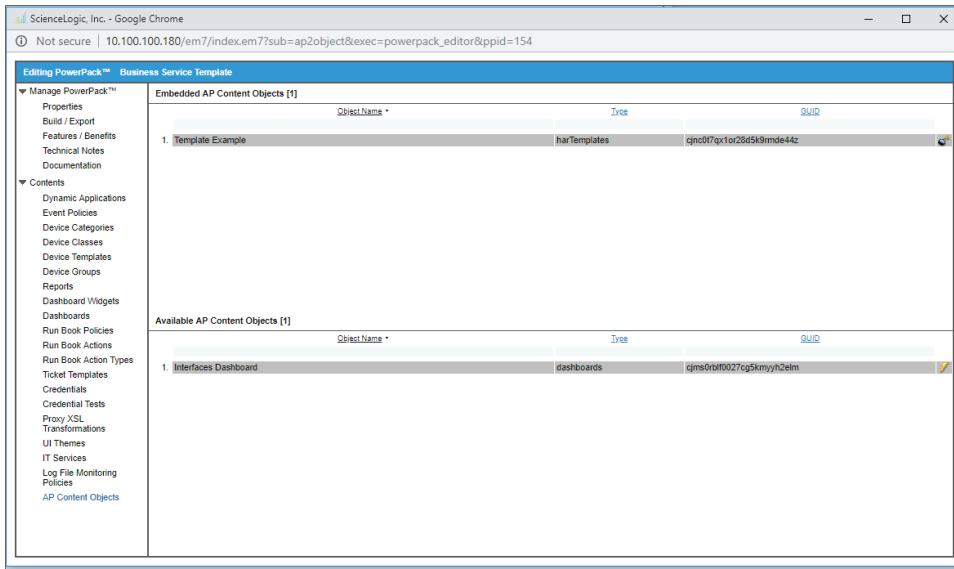 ScienceLogic, Inc. - Google Chrome
Not secure | 10.100.100.180/em7/index.em7?sub=ap2object&exec=powerpack_editor&ppid=154
Editing PowerPack™ Business Service Template
Manage PowerPack™
Properties
Build / Export
Features / Benefits
Technical Notes
Documentation
Contents
Dynamic Applications
Event Policies
Device Categories
Device Classes
Device Templates
Device Groups
Reports
Dashboard Widgets
Dashboards
Run Book Policies
Run Book Actions
Run Book Action Types
Ticket Templates
Credentials
Credential Tests
Proxy XSL
Transformations
UI Themes
IT Services
Log File Monitoring
Policies
AP Content Objects
Embedded AP Content Objects [1]
Object Name Type GUID
1. Template Example harTemplates cjnc0f7qx1or28d5k9rmde44z
Available AP Content Objects [1]
Object Name Type GUID
1. Interfaces Dashboard dashboards cjms0rblf0027cg5kmyyh2elm